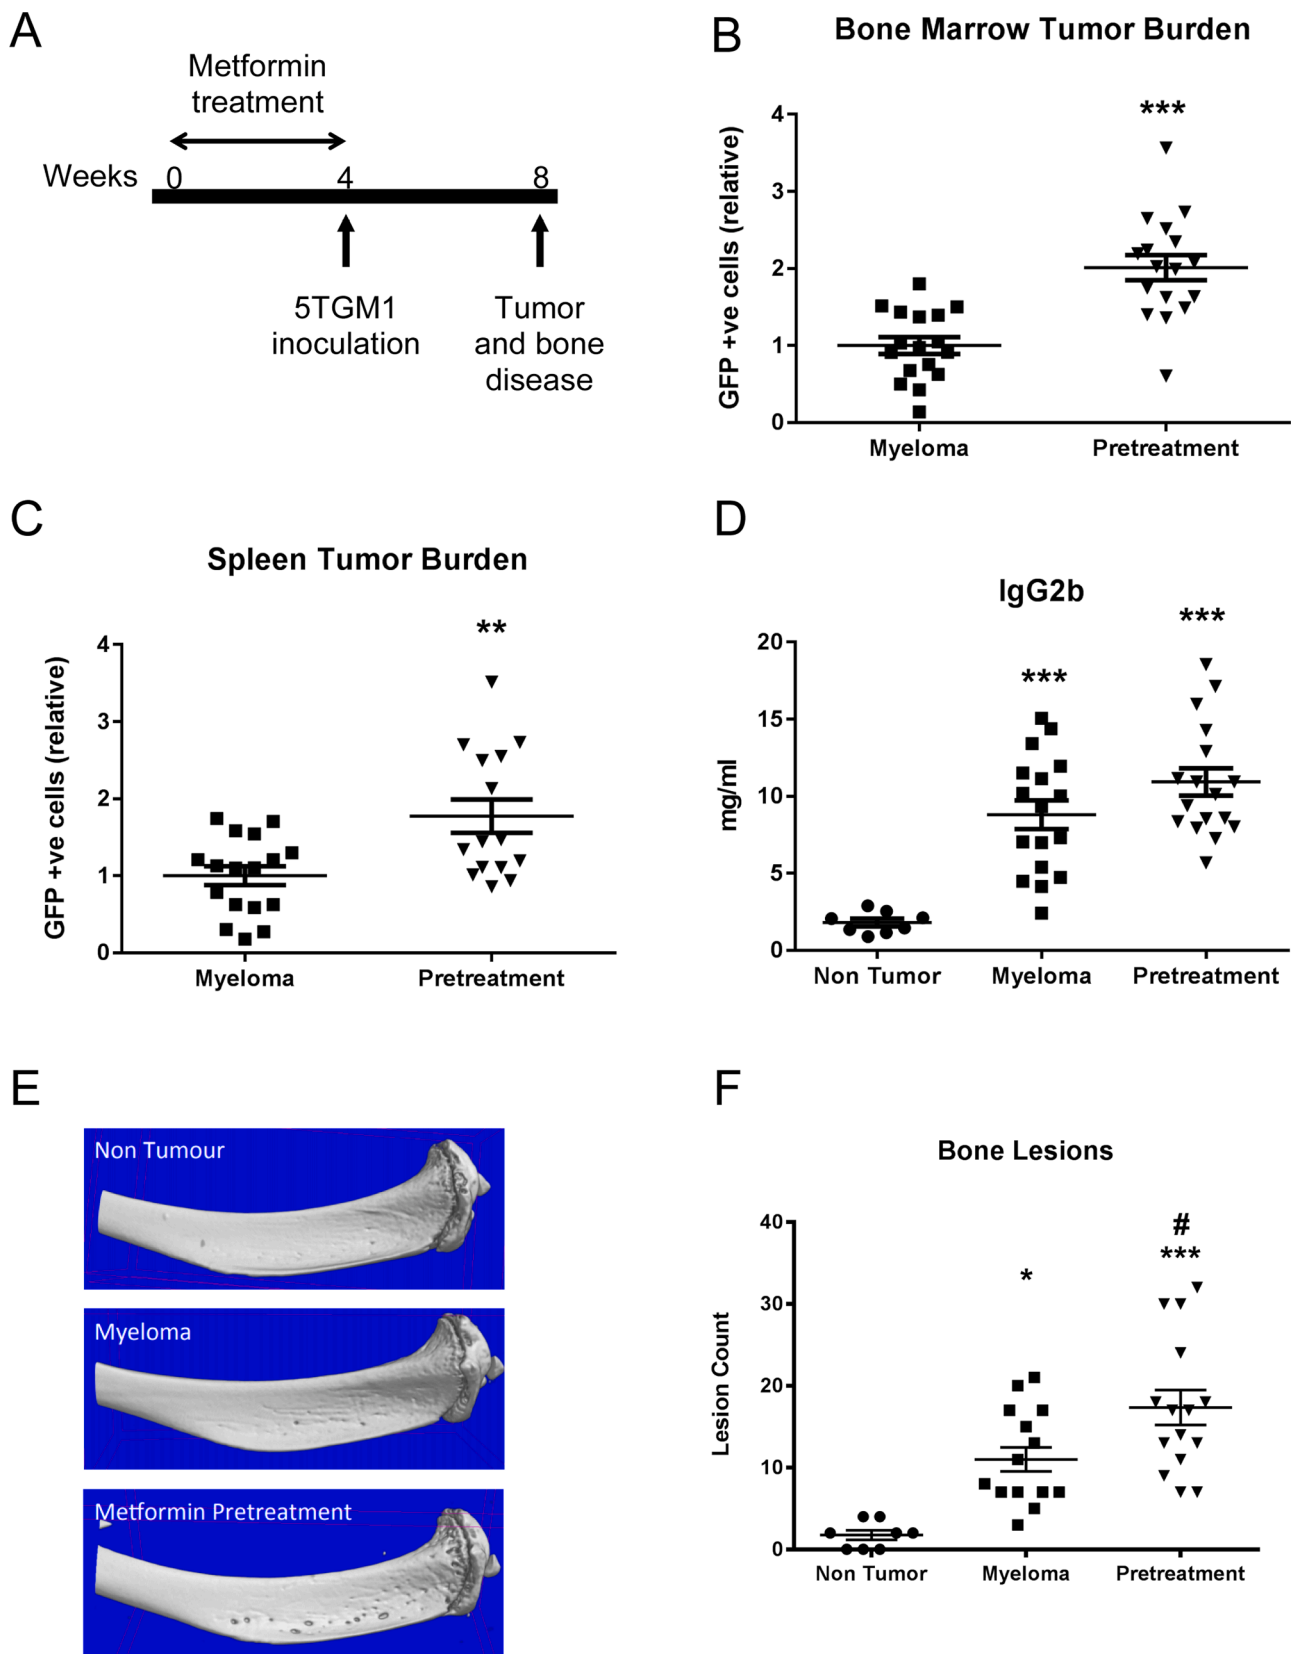 A
Metformin
treatment
Weeks 0 4 8
5TGM1
inoculation
Tumor
and bone
disease
B
Bone Marrow Tumor Burden
***
GFP +ve cells (relative)
4
3
2
1
0
Myeloma Pretreatment
C
Spleen Tumor Burden
**
GFP +ve cells (relative)
4
3
2
1
0
Myeloma Pretreatment
D
IgG2b
***
***
mg/ml
20
15
10
5
0
Non Tumor Myeloma Pretreatment
E
Non Tumour
Myeloma
Metformin Pretreatment
F
Bone Lesions
#
***
*
Lesion Count
40
30
20
10
0
Non Tumor Myeloma Pretreatment